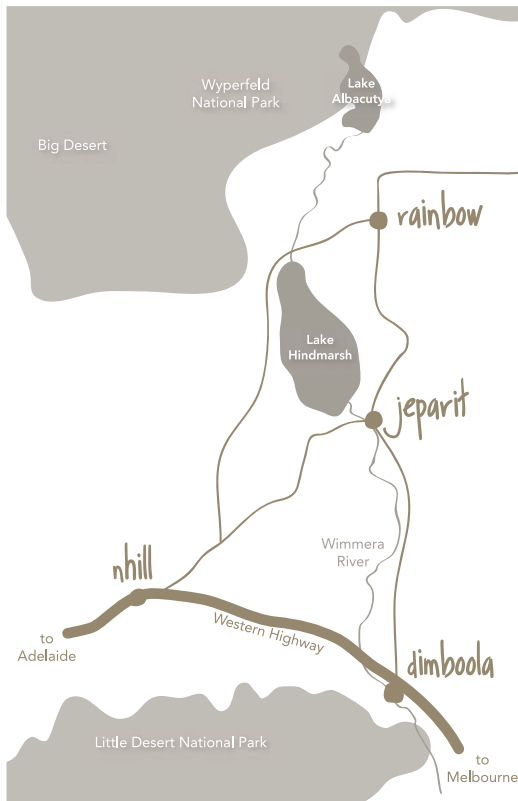 Wyperfeld
National Park
Lake
Albacutya
Big Desert
rainbow
Lake
Hindmarsh
jeparit
Wimmera
River
nhill
Western Highway
to
Adelaide
dimboola
Little Desert National Park
to
Melbourne